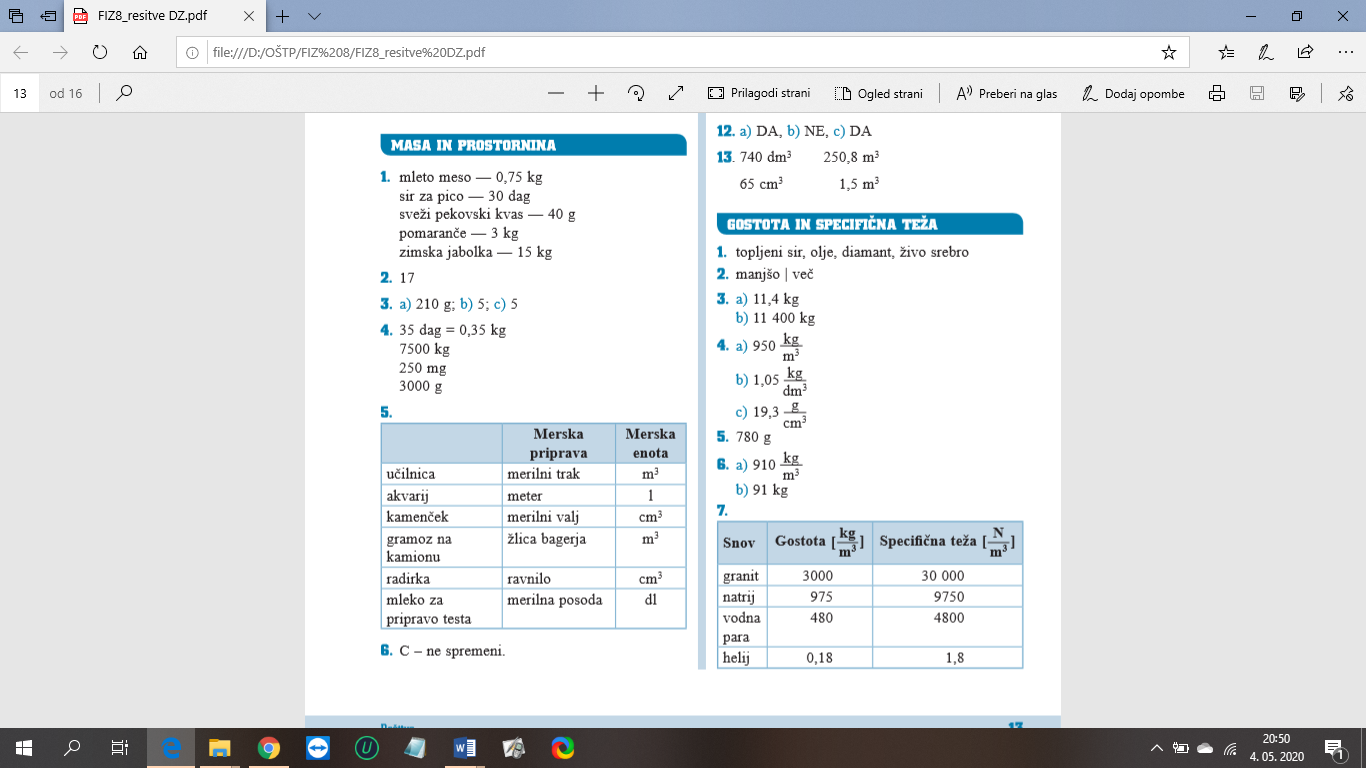 FIZ8_resitve DZ.pdf
file:///D:/OŠTP/FIZ%208/FIZ8_resitve%20DZ.pdf
13 od 16 Prilagodi strani Ogled strani Preberi na glas Dodaj opombe
MASA IN PROSTORNINA
1. mleto meso — 0,75 kg
sir za pico — 30 dag
sveži pekovski kvas — 40 g
pomaranče — 3 kg
zimska jabolka — 15 kg
2. 17
3. a) 210 g; b) 5; c) 5
4. 35 dag = 0,35 kg
7500 kg
250 mg
3000 g
5.
Merska priprava Merska enota
učilnica merilni trak m³
akvarij meter l
kamenček merilni valj cm³
gramoz na kamionu žlica bagerja m³
radirka ravnilo cm³
mleko za pripravo testa merilna posoda dl
6. C – ne spremeni.
12. a) DA, b) NE, c) DA
13. 740 dm³ 250,8 m³
65 cm³ 1,5 m³
GOSTOTA IN SPECIFIČNA TEŽA
1. topljeni sir, olje, diamant, živo srebro
2. manjšo | več
3. a) 11,4 kg
b) 11 400 kg
4. a) 950 kg/m³
b) 1,05 kg/dm³
c) 19,3 g/cm³
5. 780 g
6. a) 910 kg/m³
b) 91 kg
7.
Snov Gostota [kg/m³] Specifična teža [N/m³]
granit 3000 30 000
natrij 975 9750
vodna para 480 4800
helij 0,18 1,8
13
20:50
4. 05. 2020